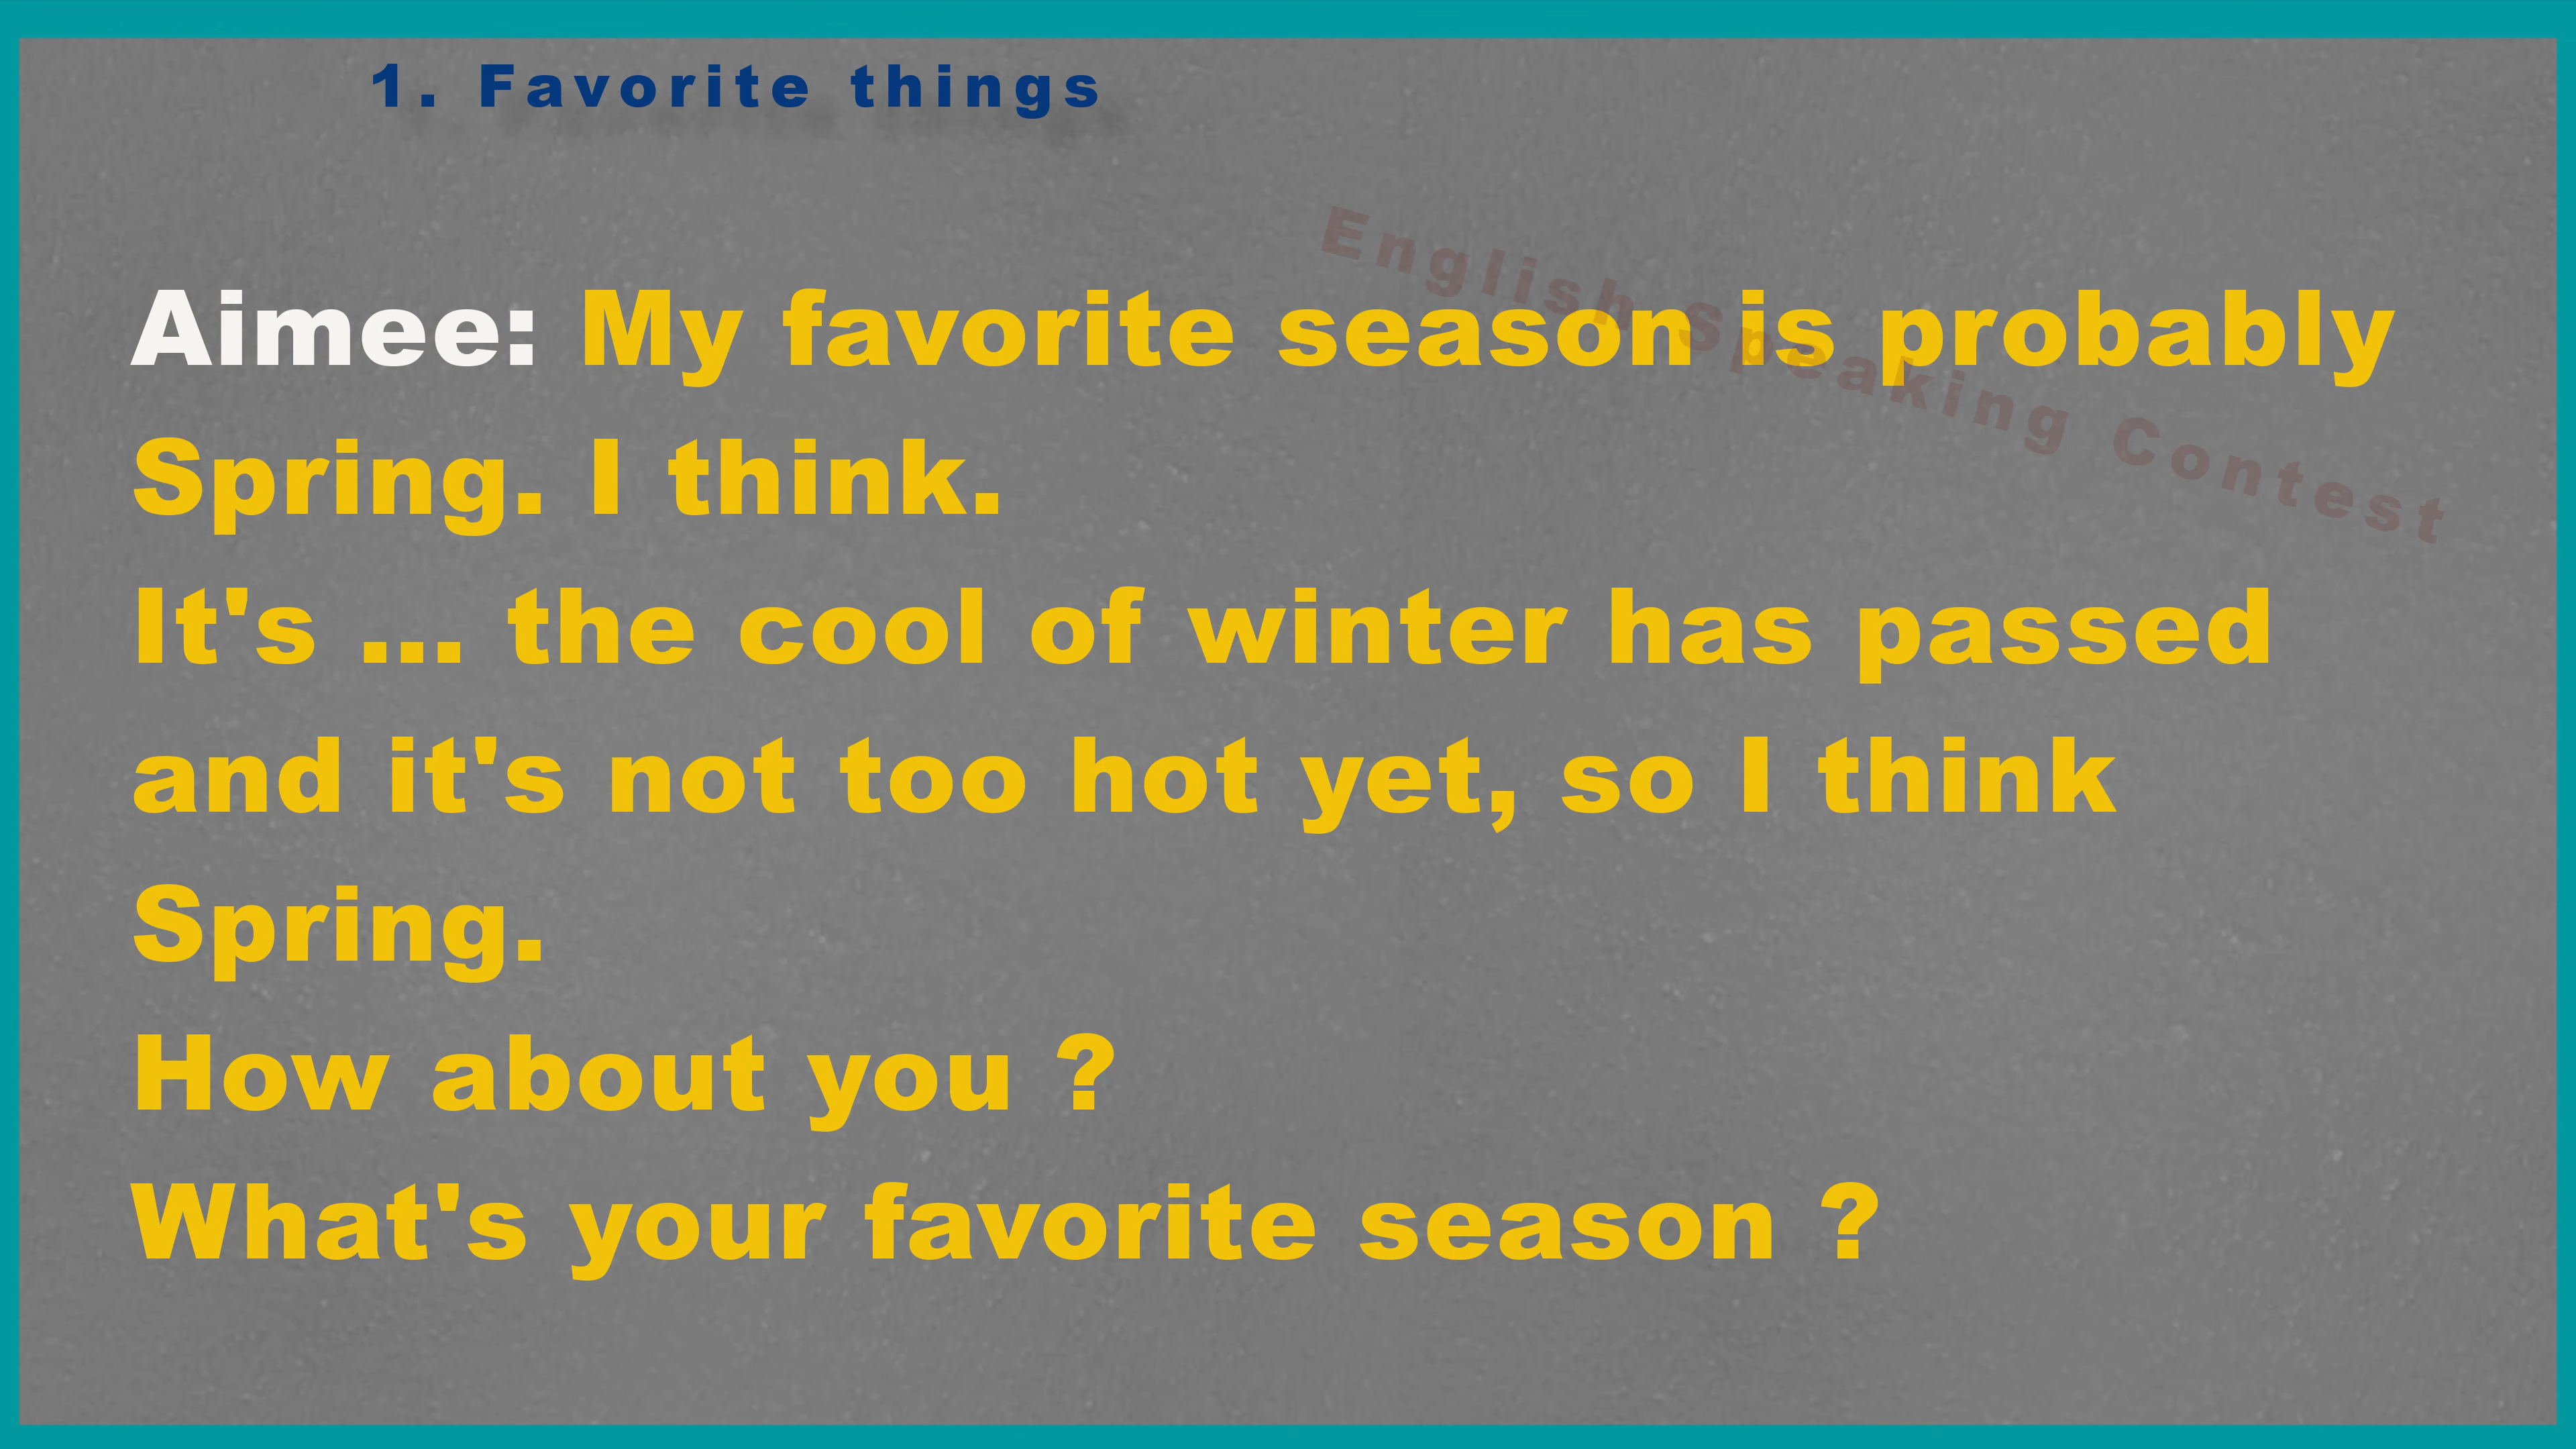 1. Favorite things
English Speaking Contest
Aimee: My favorite season is probably
Spring. I think.
It's ... the cool of winter has passed
and it's not too hot yet, so I think
Spring.
How about you ?
What's your favorite season ?